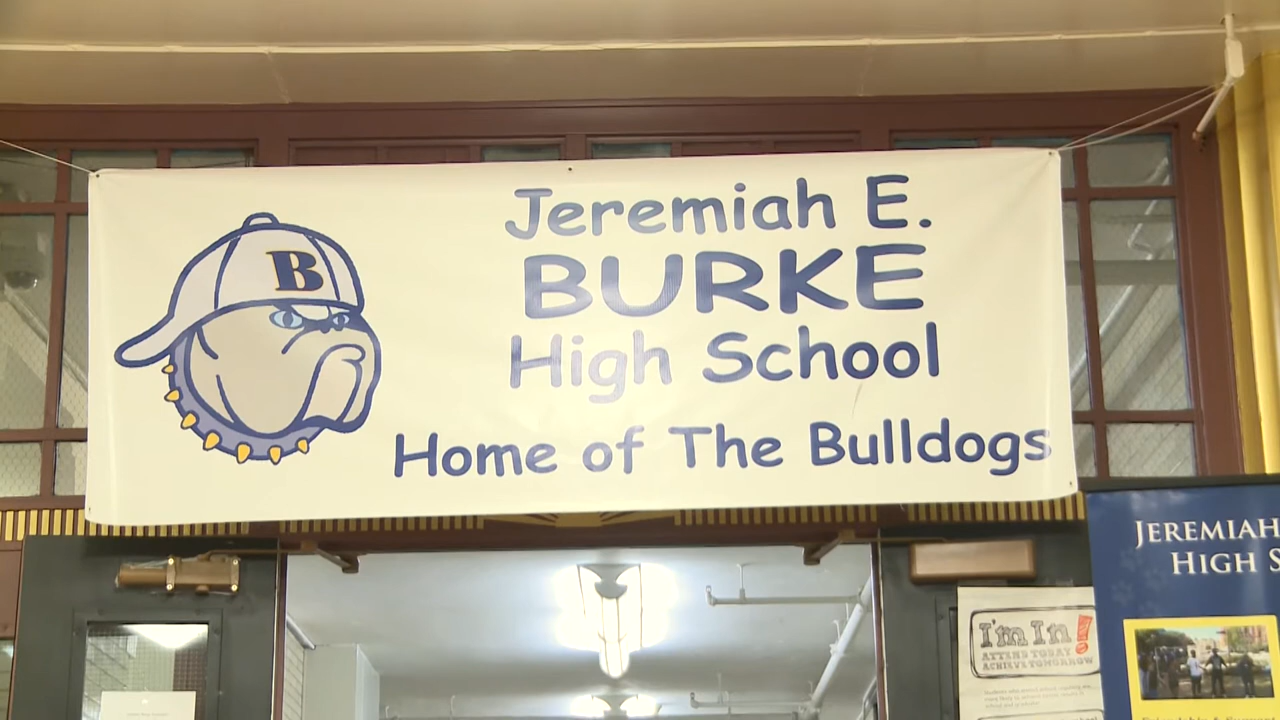 B
Jeremiah E.
BURKE
High School
Home of The Bulldogs
JEREMIAH
HIGH S
I'm In!
ATTEND TODAY
ACHIEVE TOMORROW